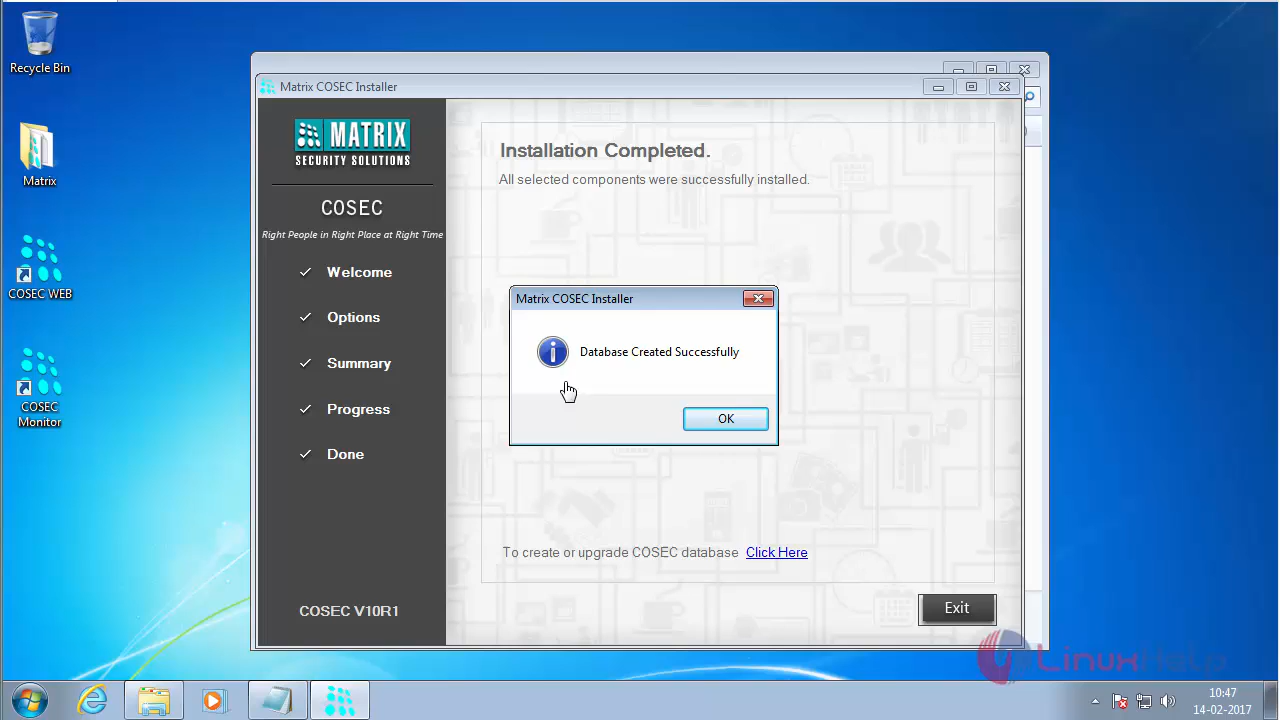 Recycle Bin
Matrix
COSEC WEB
COSEC
Monitor
Matrix COSEC Installer
MATRIX
SECURITY SOLUTIONS
COSEC
Right People in Right Place at Right Time
Welcome
Options
Summary
Progress
Done
COSEC V10R1
Installation Completed.
All selected components were successfully installed.
Matrix COSEC Installer
Database Created Successfully
OK
To create or upgrade COSEC database Click Here
Exit
LinuxHelp
10:47
14-02-2017